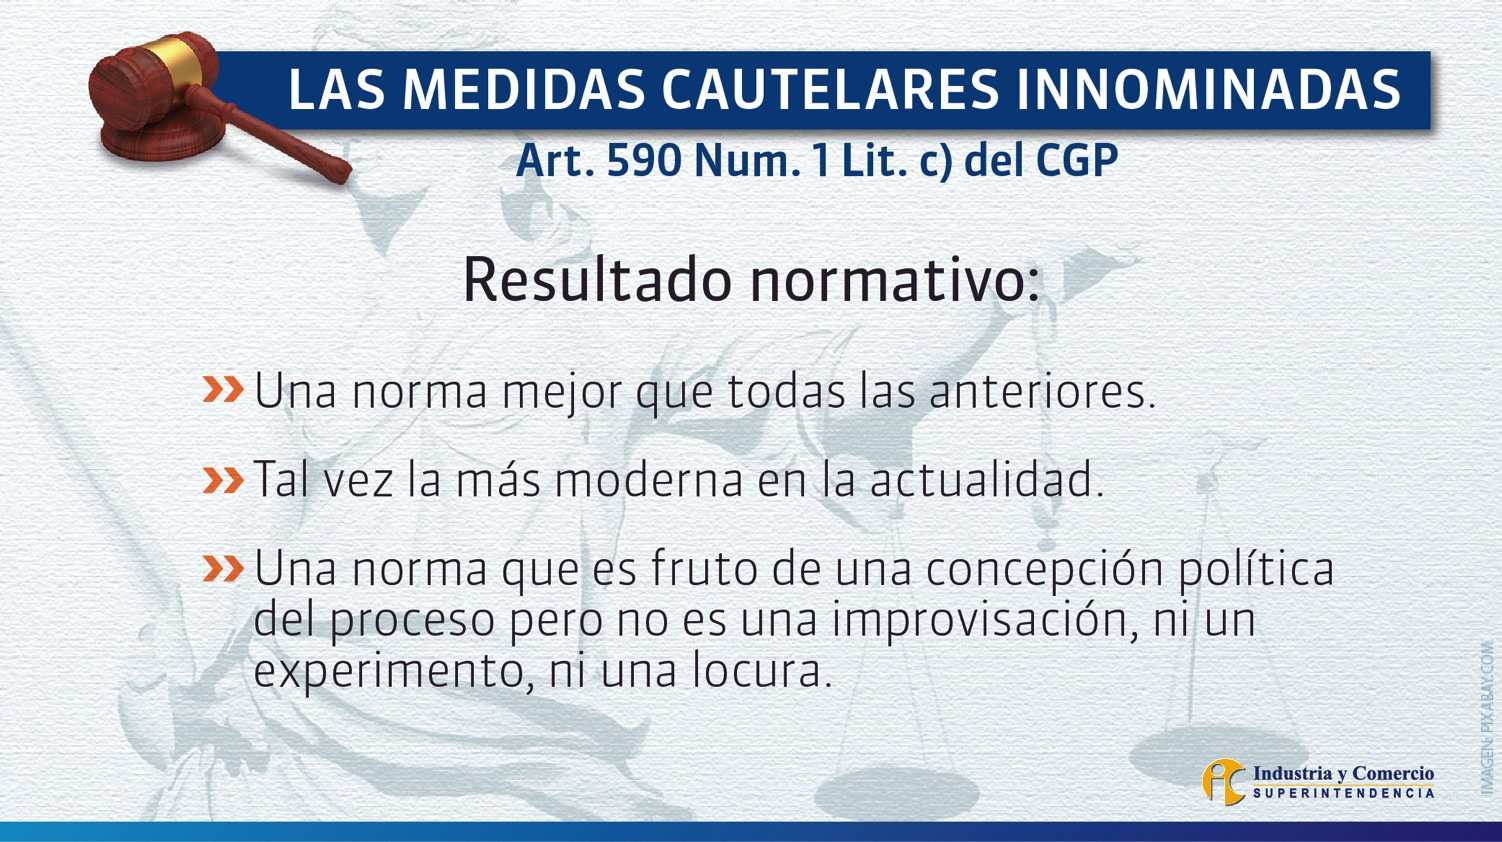 LAS MEDIDAS CAUTELARES INNOMINADAS
Art. 590 Num. 1 Lit. c) del CGP
Resultado normativo:
Una norma mejor que todas las anteriores.
Tal vez la más moderna en la actualidad.
Una norma que es fruto de una concepción política
del proceso pero no es una improvisación, ni un
experimento, ni una locura.
Industria y Comercio
SUPERINTENDENCIA
IMAGEN: PIXABAY.COM